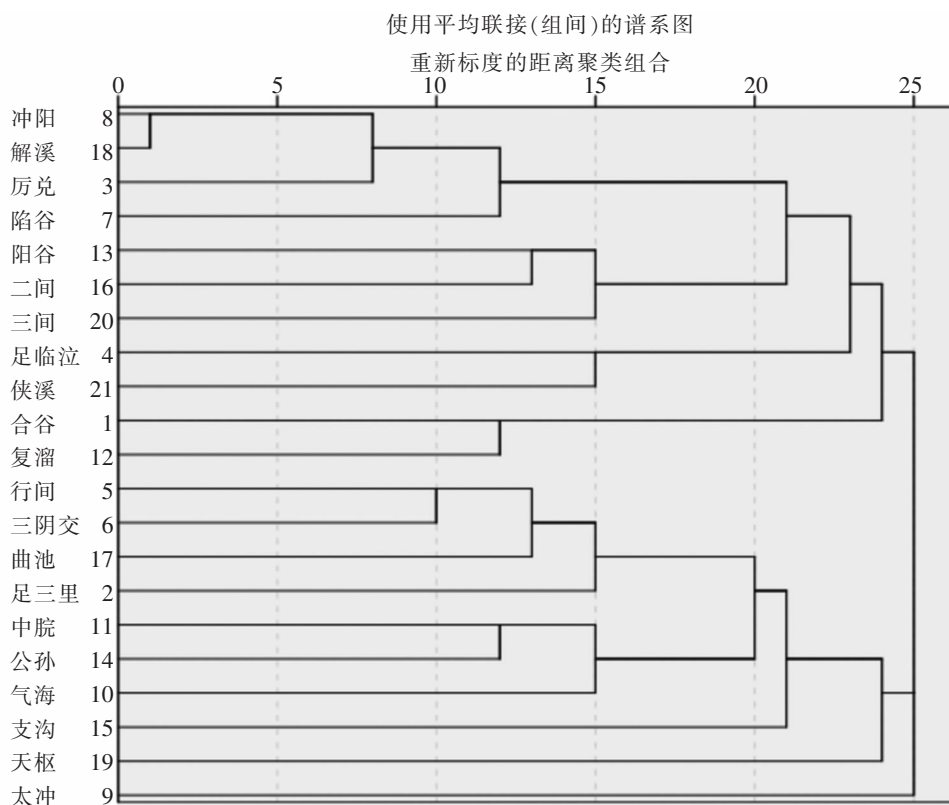 使用平均联接(组间)的谱系图
重新标度的距离聚类组合
0 5 10 15 20 25
冲阳 8
解溪 18
厉兑 3
陷谷 7
阳谷 13
二间 16
三间 20
足临泣 4
侠溪 21
合谷 1
复溜 12
行间 5
三阴交 6
曲池 17
足三里 2
中脘 11
公孙 14
气海 10
支沟 15
天枢 19
太冲 9